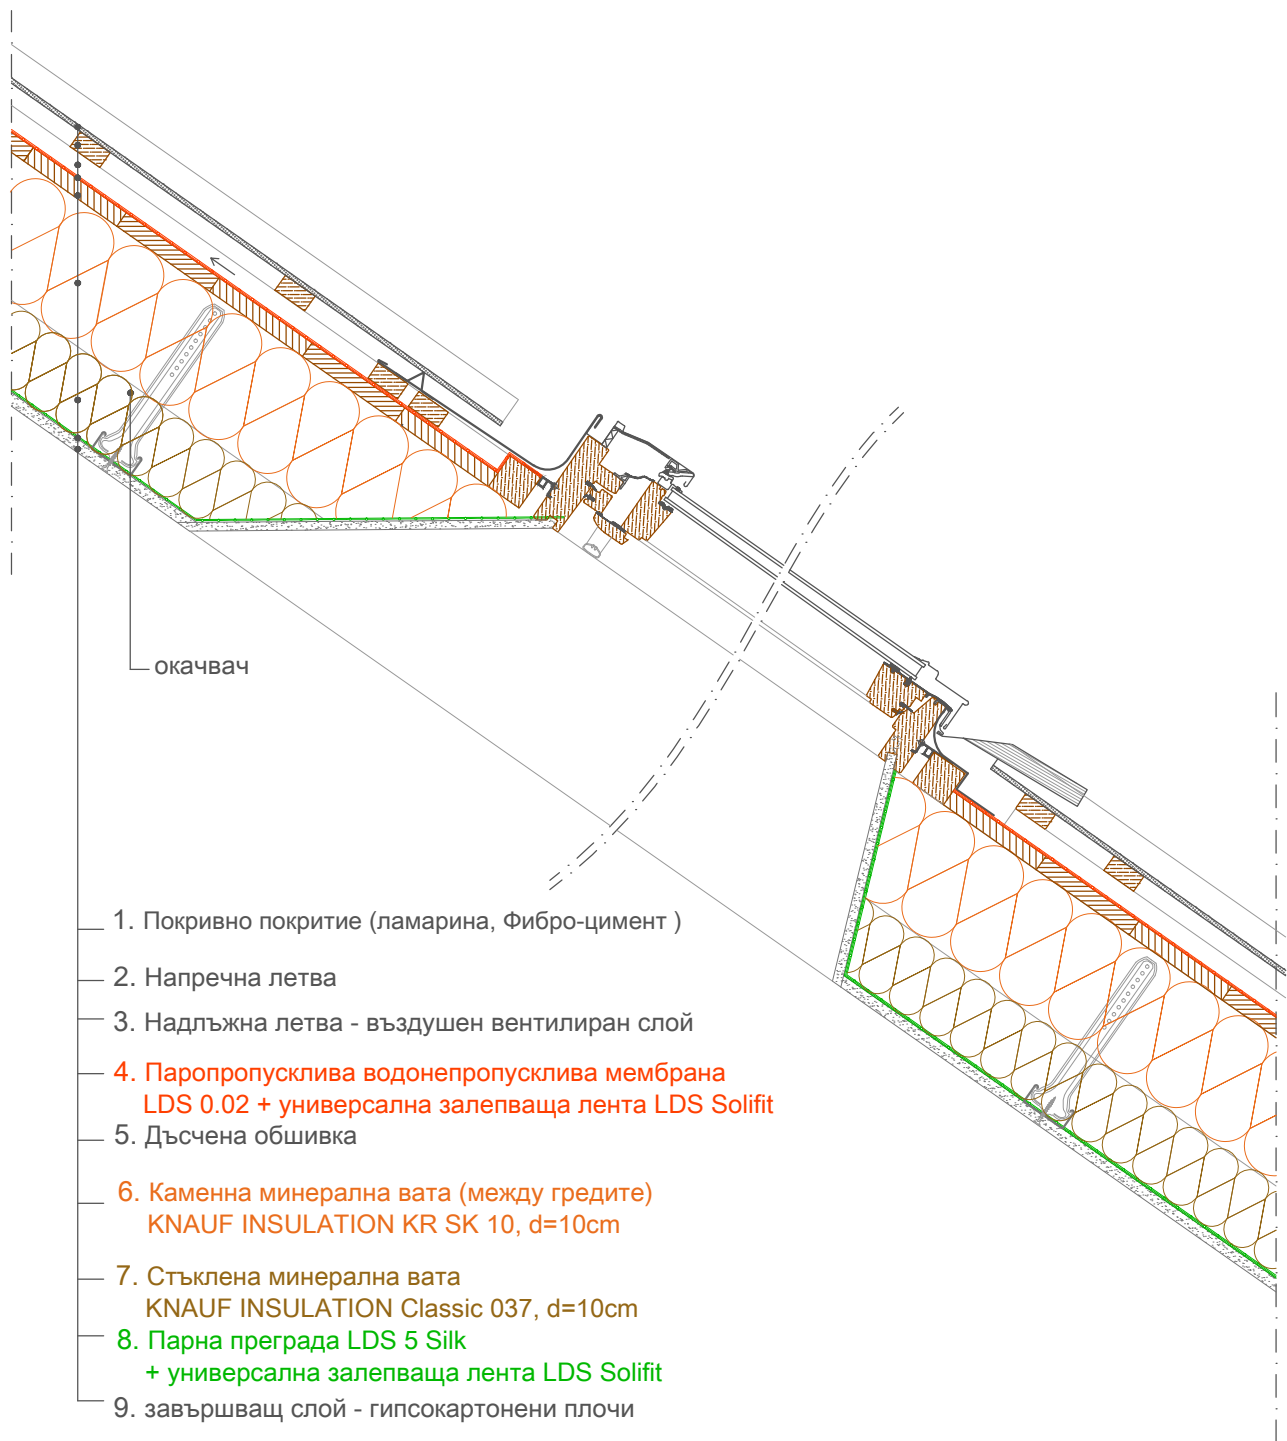 окачвач
1. Покривно покритие (ламарина, Фибро-цимент )
2. Напречна летва
3. Надлъжна летва - въздушен вентилиран слой
4. Паропропусклива водонепропусклива мембрана
LDS 0.02 + универсална залепваща лента LDS Solifit
5. Дъсчена обшивка
6. Каменна минерална вата (между гредите)
KNAUF INSULATION KR SK 10, d=10cm
7. Стъклена минерална вата
KNAUF INSULATION Classic 037, d=10cm
8. Парна преграда LDS 5 Silk
+ универсална залепваща лента LDS Solifit
9. завършващ слой - гипсокартонени плочи